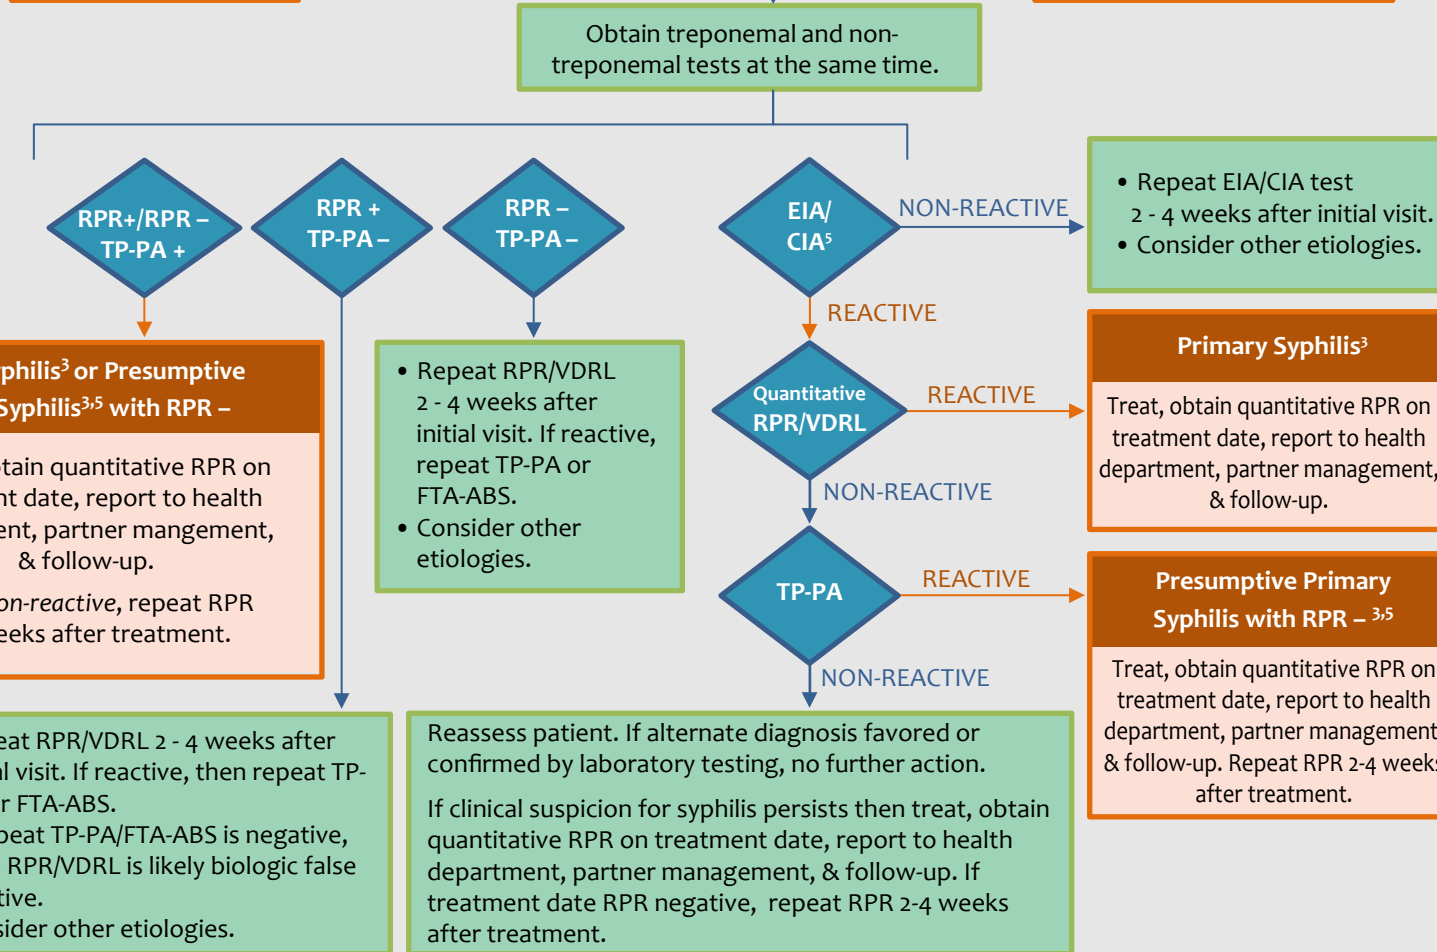 Obtain treponemal and non-
treponemal tests at the same time.
RPR+/RPR –
TP-PA +
RPR +
TP-PA –
RPR –
TP-PA –
EIA/
CIA⁵
NON-REACTIVE
• Repeat EIA/CIA test
2 - 4 weeks after initial visit.
• Consider other etiologies.
REACTIVE
philis³ or Presumptive
Syphilis³,⁵ with RPR –
tain quantitative RPR on
nt date, report to health
ent, partner mangement,
& follow-up.
on-reactive, repeat RPR
eeks after treatment.
• Repeat RPR/VDRL
2 - 4 weeks after
initial visit. If reactive,
repeat TP-PA or
FTA-ABS.
• Consider other
etiologies.
Quantitative
RPR/VDRL
REACTIVE
Primary Syphilis³
Treat, obtain quantitative RPR on
treatment date, report to health
department, partner management,
& follow-up.
NON-REACTIVE
TP-PA
REACTIVE
Presumptive Primary
Syphilis with RPR – ³,⁵
Treat, obtain quantitative RPR on
treatment date, report to health
department, partner management
& follow-up. Repeat RPR 2-4 weeks
after treatment.
NON-REACTIVE
eat RPR/VDRL 2 - 4 weeks after
l visit. If reactive, then repeat TP-
r FTA-ABS.
peat TP-PA/FTA-ABS is negative,
RPR/VDRL is likely biologic false
tive.
sider other etiologies.
Reassess patient. If alternate diagnosis favored or
confirmed by laboratory testing, no further action.
If clinical suspicion for syphilis persists then treat, obtain
quantitative RPR on treatment date, report to health
department, partner management, & follow-up. If
treatment date RPR negative, repeat RPR 2-4 weeks
after treatment.